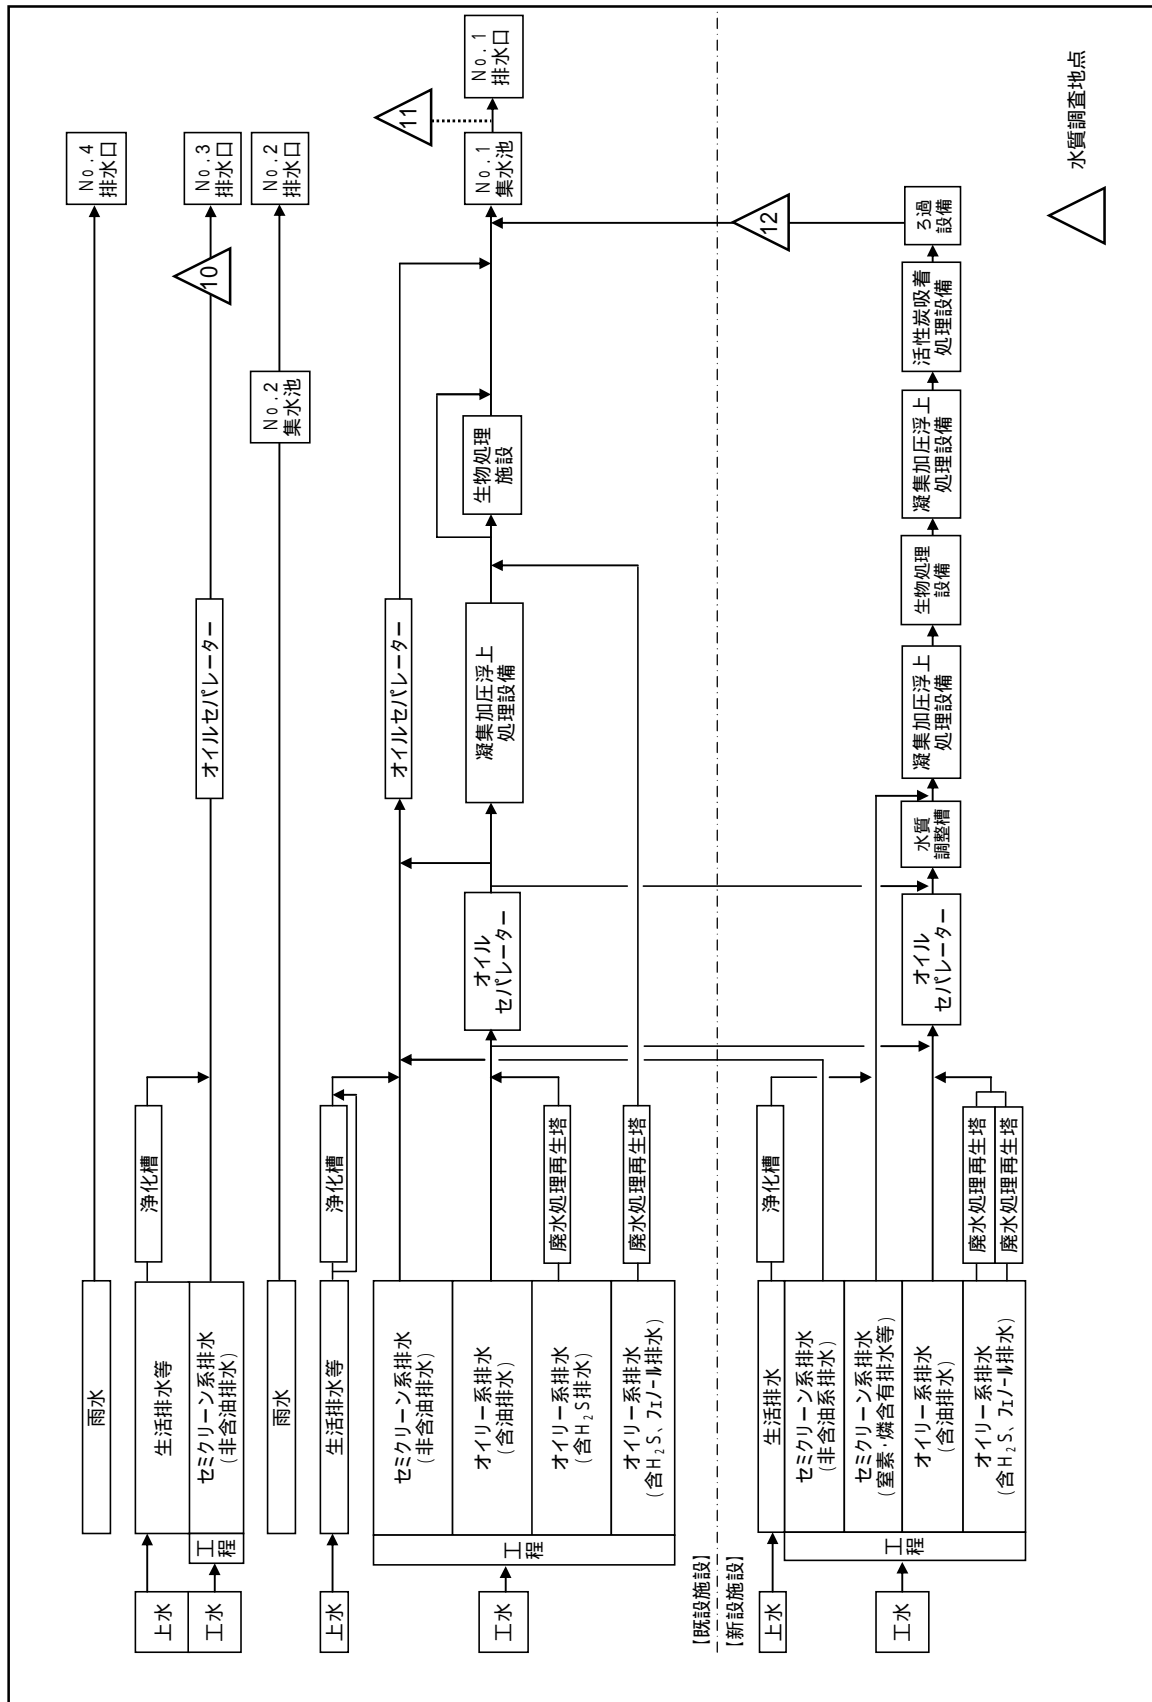 雨水
No.4
排水口
上水
工水
工程
生活排水等
セミクリーン系排水
(非含油排水)
浄化槽
オイルセパレーター
10
No.3
排水口
雨水
No.2
集水池
No.2
排水口
上水
生活排水等
浄化槽
工水
工程
セミクリーン系排水
(非含油排水)
オイリー系排水
(含油排水)
オイリー系排水
(含H₂S排水)
オイリー系排水
(含H₂S、フェノール排水)
廃水処理再生塔
廃水処理再生塔
オイル
セパレーター
オイルセパレーター
凝集加圧浮上
処理設備
生物処理
施設
No.1
集水池
11
No.1
排水口
【既設施設】
【新設施設】
上水
生活排水
浄化槽
工水
工程
セミクリーン系排水
(非含油系排水)
セミクリーン系排水
(窒素・燐含有排水等)
オイリー系排水
(含油排水)
オイリー系排水
(含H₂S、フェノール排水)
廃水処理再生塔
廃水処理再生塔
オイル
セパレーター
水質
調整槽
凝集加圧浮上
処理設備
生物処理
設備
凝集加圧浮上
処理設備
活性炭吸着
処理設備
ろ過
設備
12
水質調査地点